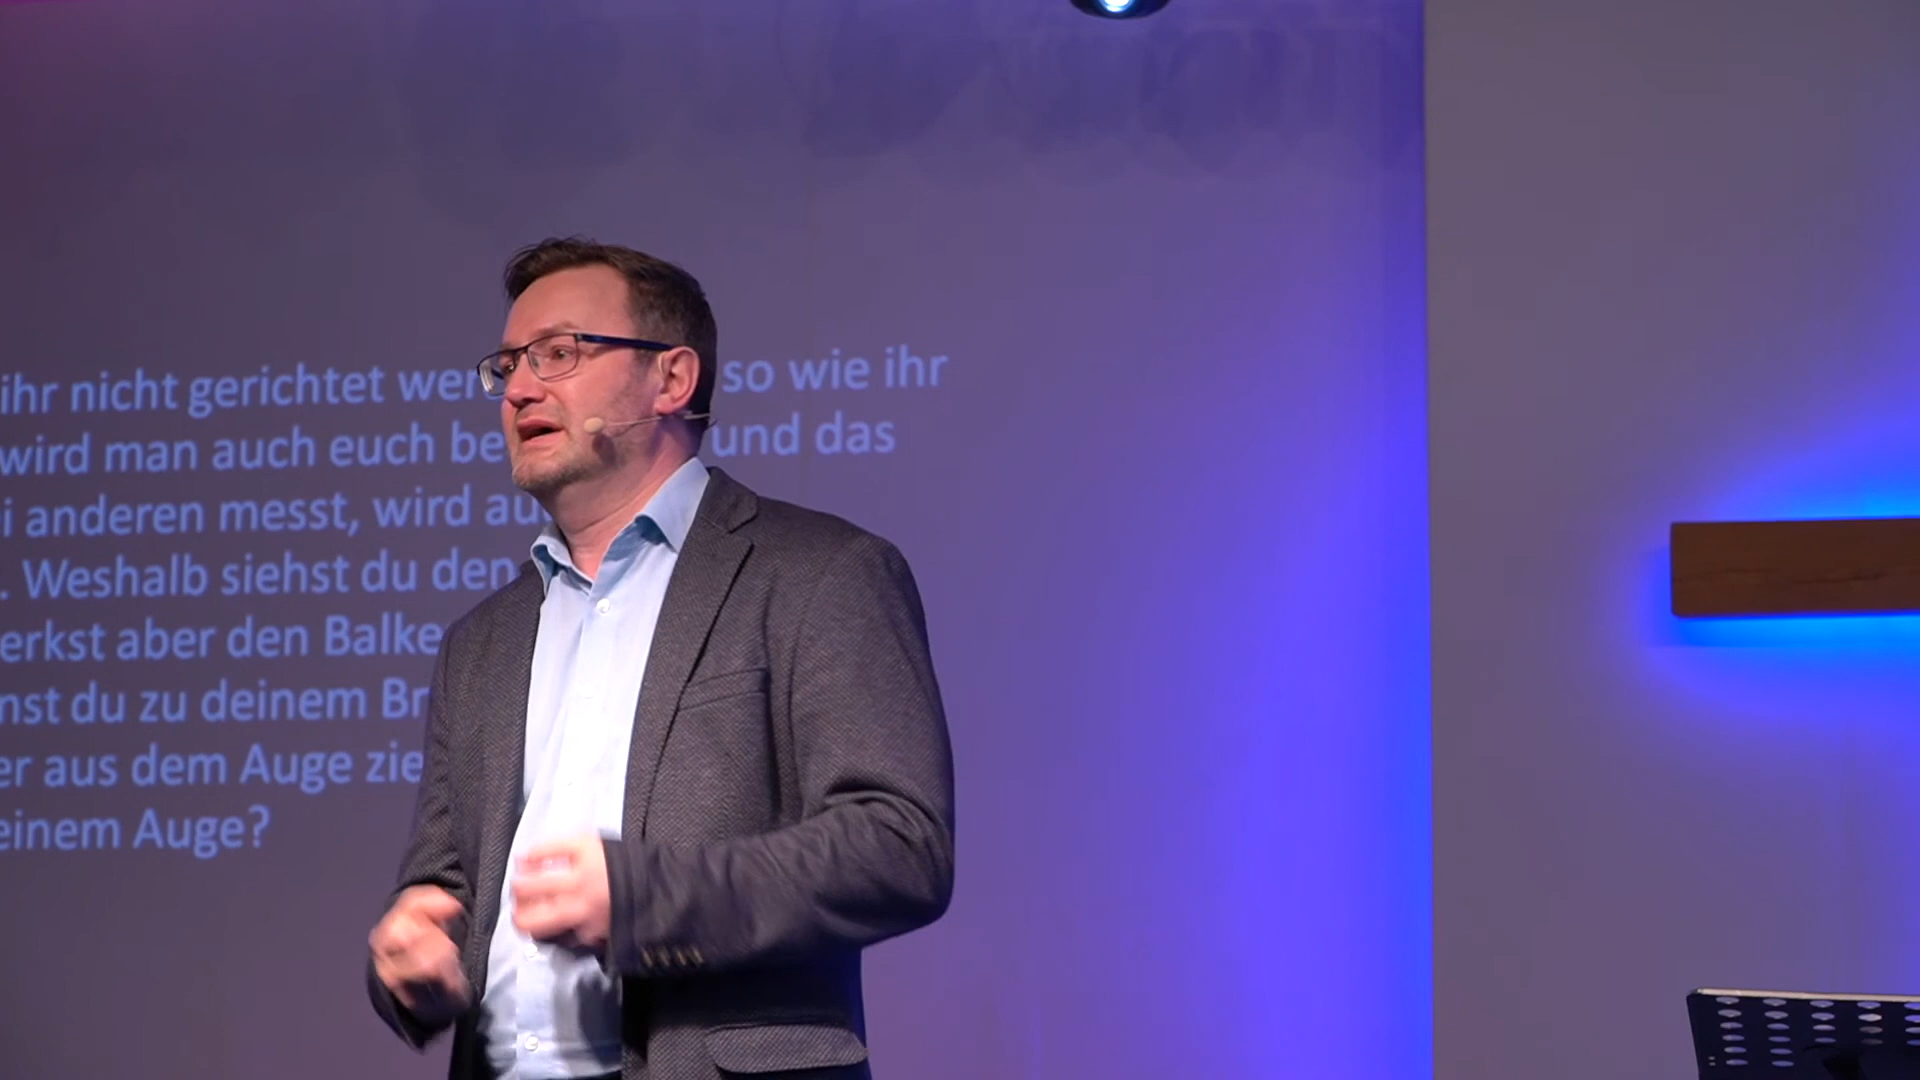 ihr nicht gerichtet wer so wie ihr
wird man auch euch be und das
i anderen messt, wird au
. Weshalb siehst du den
erkst aber den Balke
nst du zu deinem Br
er aus dem Auge zie
einem Auge?